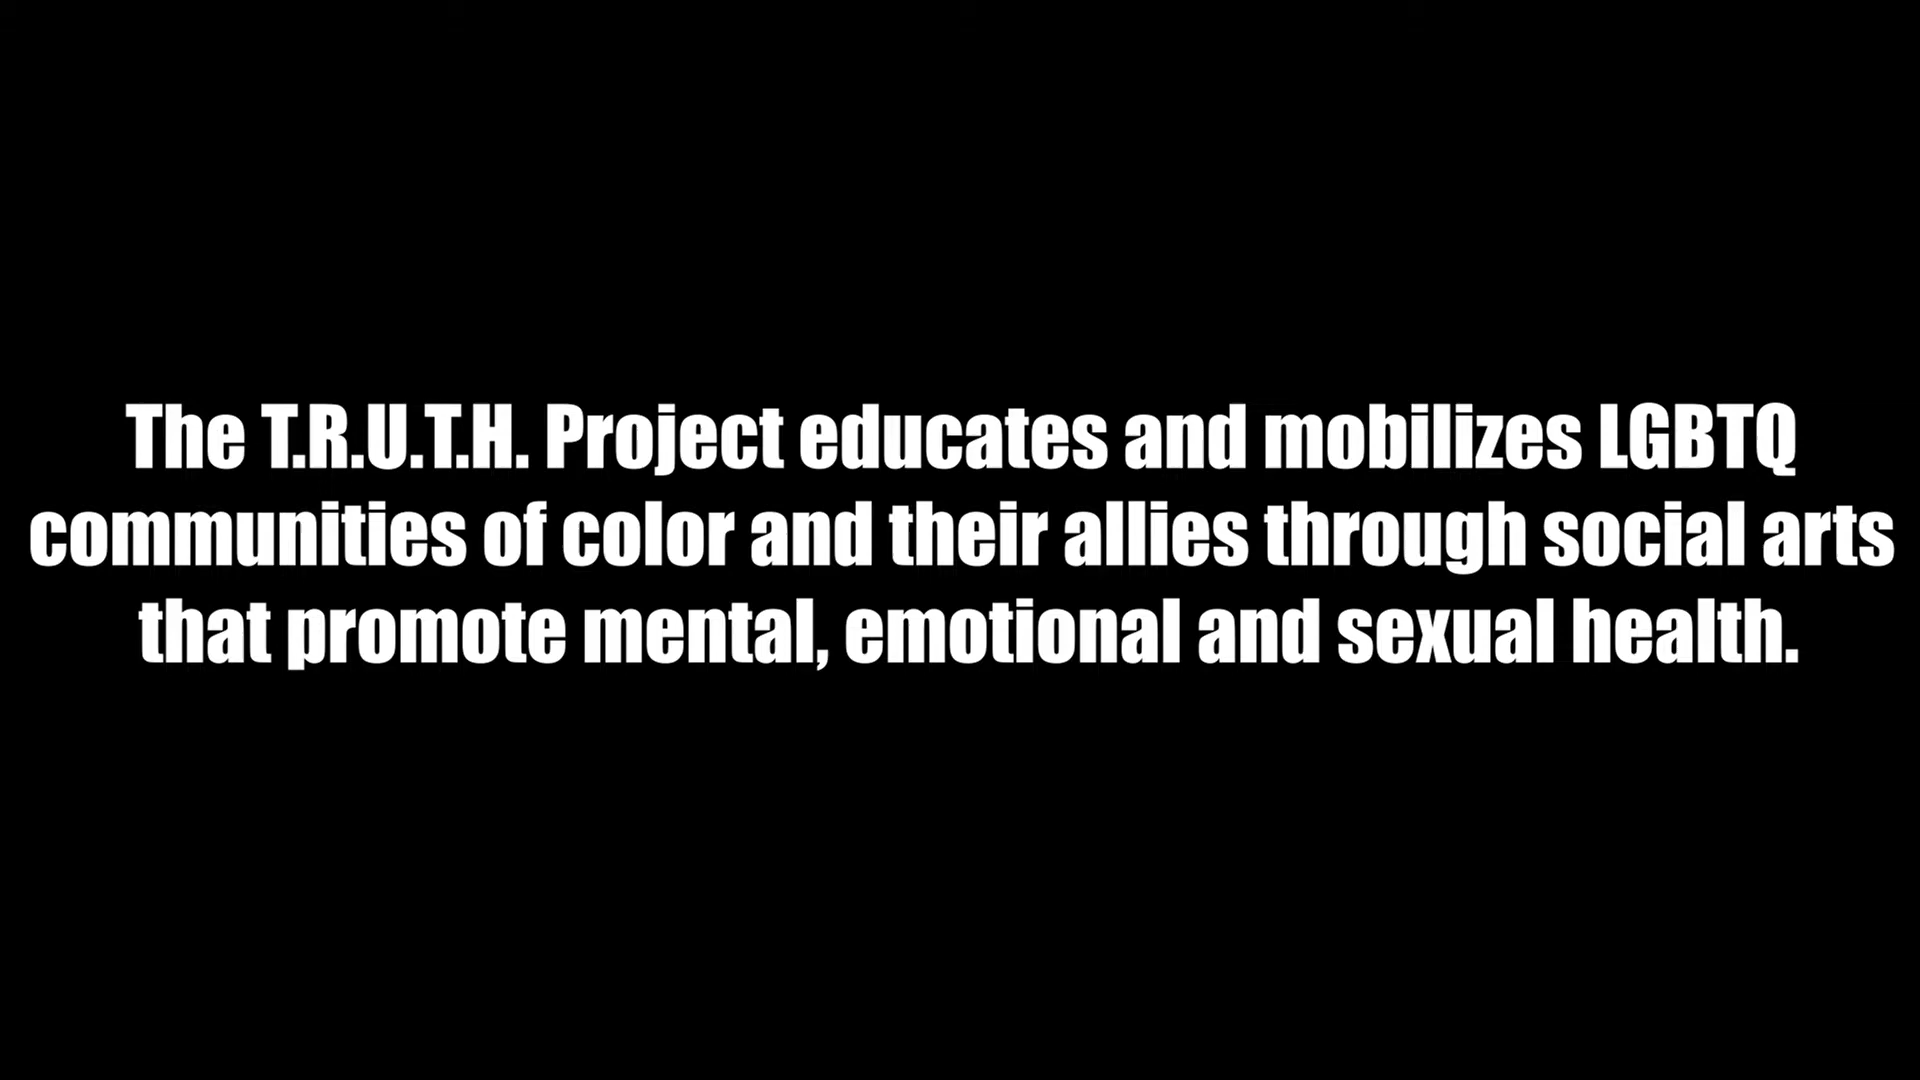 The T.R.U.T.H. Project educates and mobilizes LGBTQ
communities of color and their allies through social arts
that promote mental, emotional and sexual health.